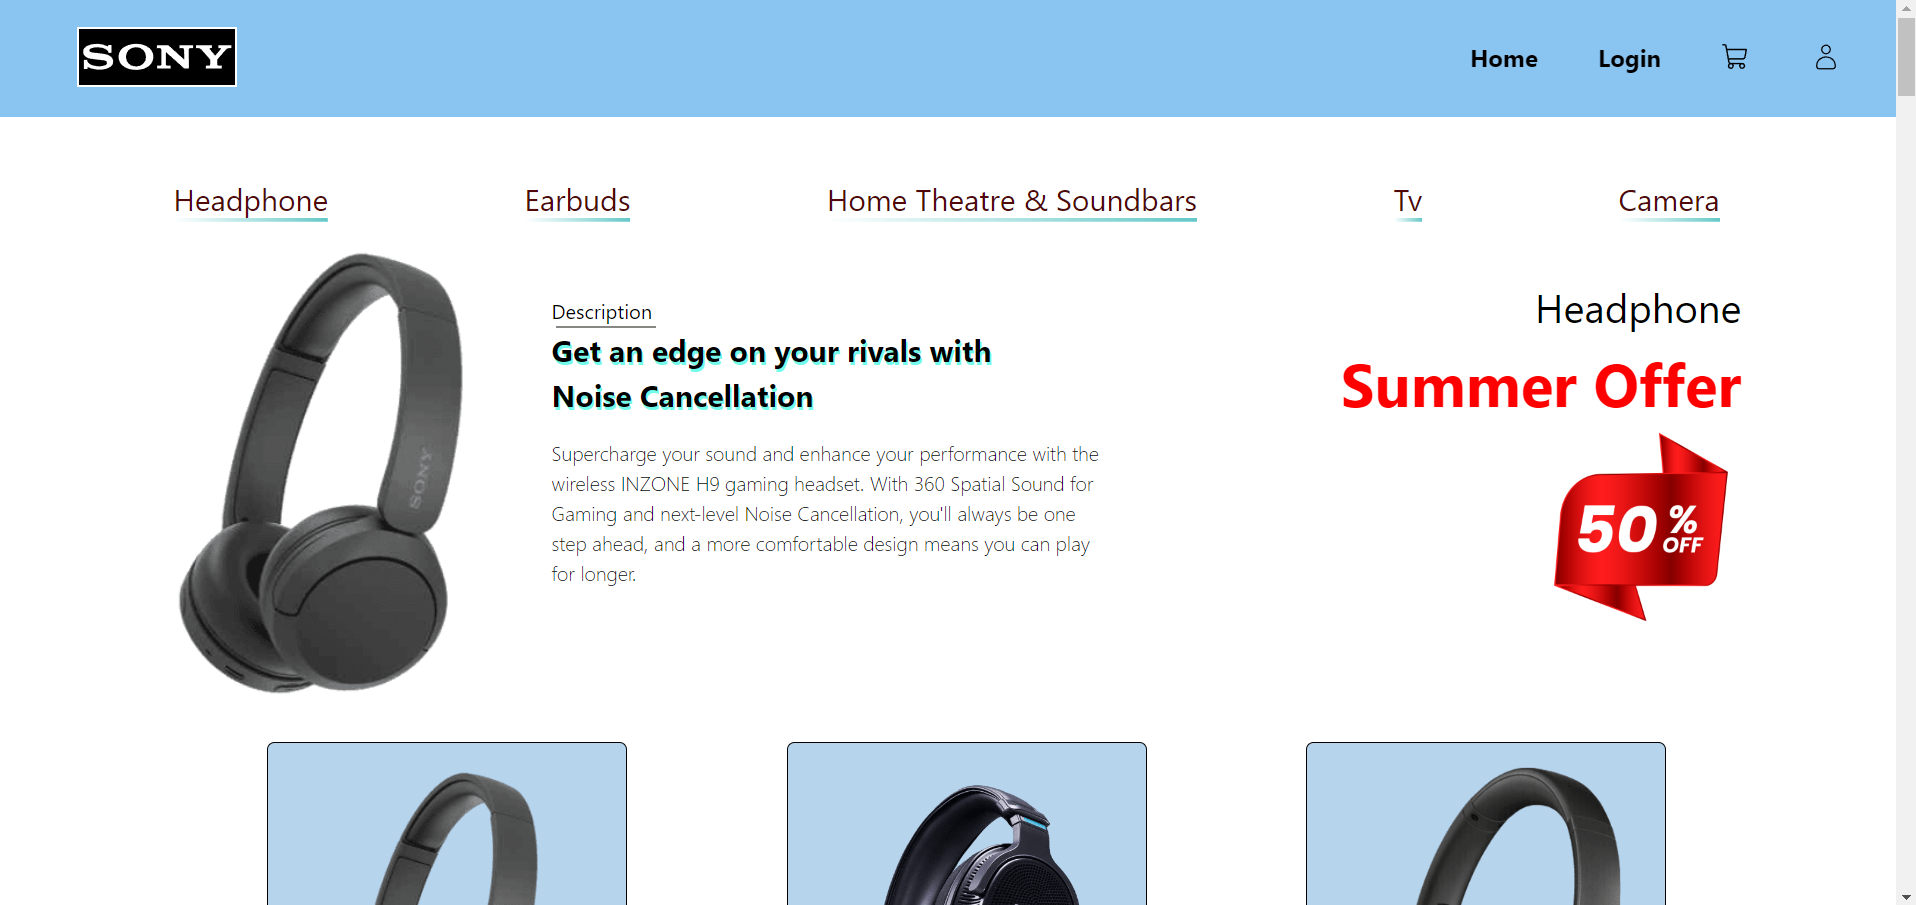 SONY
Home
Login
Headphone
Earbuds
Home Theatre & Soundbars
Tv
Camera
SONY
Description
Get an edge on your rivals with
Noise Cancellation
Supercharge your sound and enhance your performance with the
wireless INZONE H9 gaming headset. With 360 Spatial Sound for
Gaming and next-level Noise Cancellation, you'll always be one
step ahead, and a more comfortable design means you can play
for longer.
Headphone
Summer Offer
50 % OFF